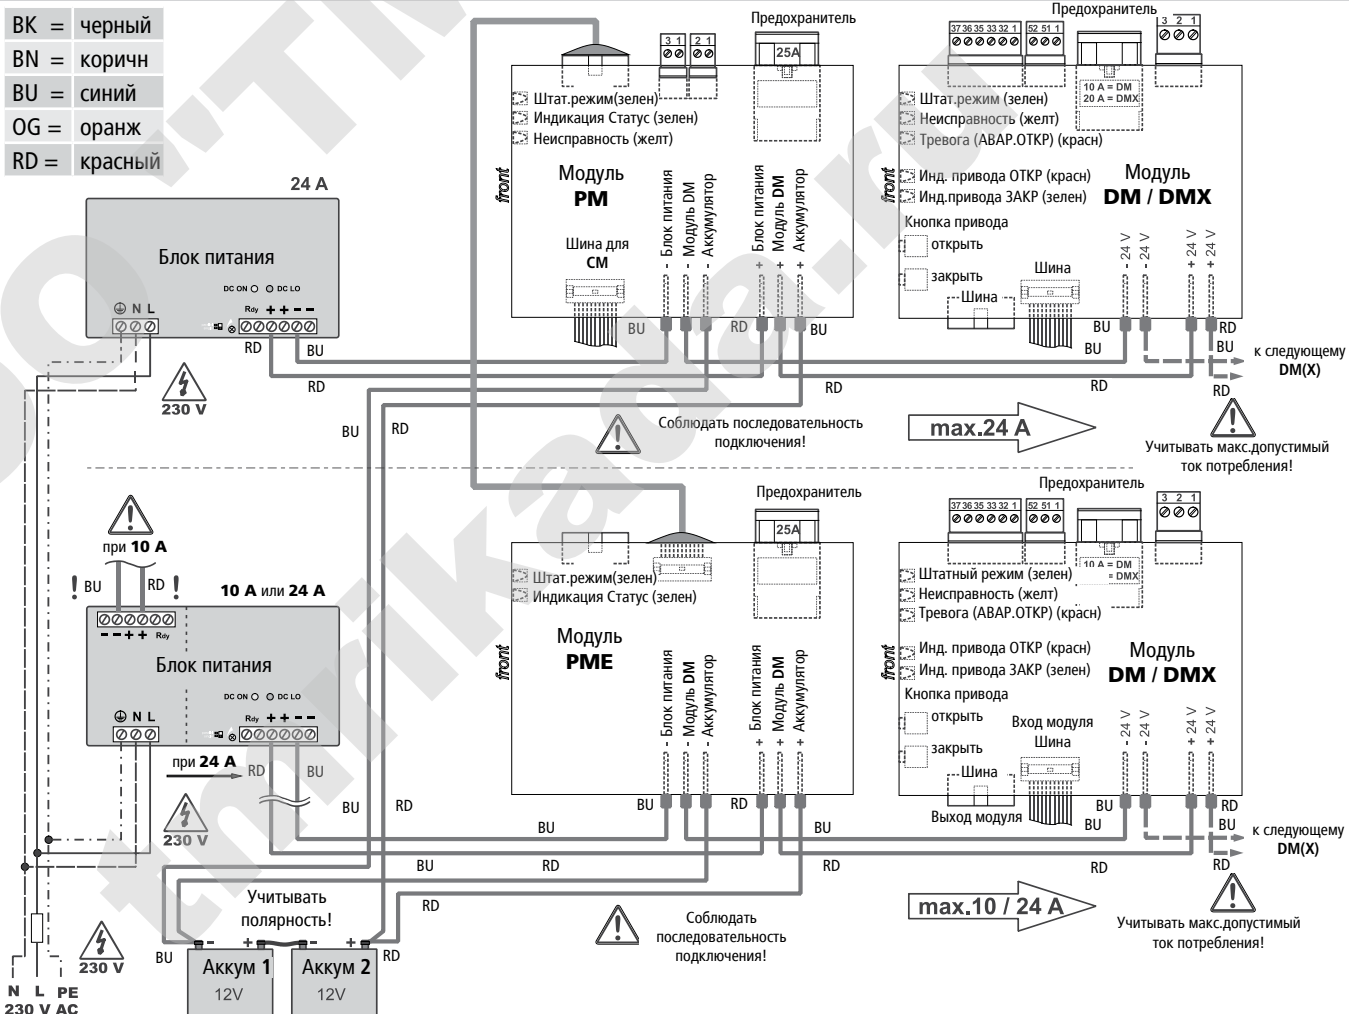 BK = черный
BN = коричн
BU = синий
OG = оранж
RD = красный
24 A
Блок питания
DC ON DC LO
N L
Rdy + + - -
RD
BU
RD
230 V
BU
RD
Предохранитель
3 1 2 1
25A
Штат.режим(зелен)
Индикация Статус (зелен)
Неисправность (желт)
front
Модуль
PM
Шина для
CM
- Блок питания
- Модуль DM
- Аккумулятор
+ Блок питания
+ Модуль DM
+ Аккумулятор
BU
RD
BU
RD
Соблюдать последовательность
подключения!
Предохранитель
37 36 35 33 32 1
52 51 1
3 2 1
10 A = DM
20 A = DMX
Штат.режим (зелен)
Неисправность (желт)
Тревога (АВАР.ОТКР) (красн)
front
Инд. привода ОТКР (красн)
Инд.привода ЗАКР (зелен)
Модуль
DM / DMX
Кнопка привода
открыть
закрыть
Шина
Шина
- 24 V
- 24 V
+ 24 V
+ 24 V
BU
RD
BU
BU
RD
RD
к следующему
DM(X)
max.24 A
Учитывать макс.допустимый
ток потребления!
при 10 A
! BU
RD !
10 A или 24 A
- - + + Rdy
Блок питания
DC ON DC LO
N L
Rdy + + - -
при 24 A
RD
BU
230 V
BU
RD
Предохранитель
25A
Штат.режим(зелен)
Индикация Статус (зелен)
front
Модуль
PME
- Блок питания
- Модуль DM
- Аккумулятор
+ Блок питания
+ Модуль DM
+ Аккумулятор
BU
RD
BU
BU
RD
BU
RD
RD
Соблюдать
последовательность
подключения!
Предохранитель
37 36 35 33 32 1
52 51 1
3 2 1
10 A = DM
= DMX
Штатный режим (зелен)
Неисправность (желт)
Тревога (АВАР.ОТКР) (красн)
front
Инд. привода ОТКР (красн)
Инд. привода ЗАКР (зелен)
Модуль
DM / DMX
Кнопка привода
открыть
закрыть
Вход модуля
Шина
Шина
Выход модуля
- 24 V
- 24 V
+ 24 V
+ 24 V
BU
RD
BU
BU
RD
RD
к следующему
DM(X)
max.10 / 24 A
Учитывать макс.допустимый
ток потребления!
Учитывать
полярность!
BU
- + - +
RD
Аккум 1
12V
Аккум 2
12V
230 V
N L PE
230 V AC
tmrikada.ru